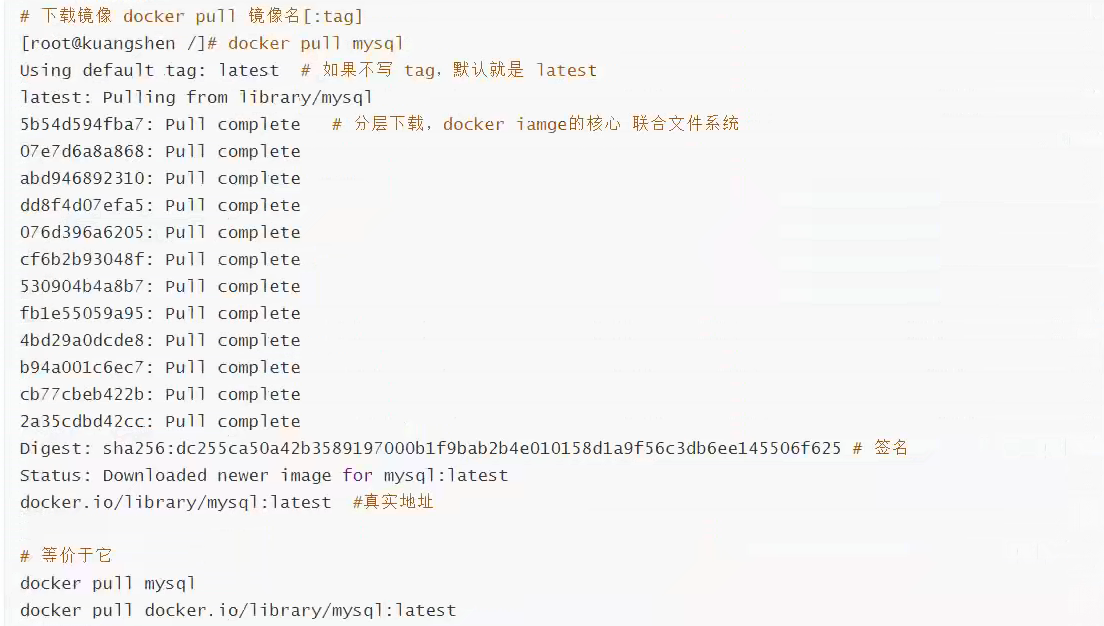 # 下载镜像 docker pull 镜像名[:tag]
[root@kuangshen /]# docker pull mysql
Using default tag: latest  # 如果不写 tag，默认就是 latest
latest: Pulling from library/mysql
5b54d594fba7: Pull complete   # 分层下载，docker iamge的核心 联合文件系统
07e7d6a8a868: Pull complete
abd946892310: Pull complete
dd8f4d07efa5: Pull complete
076d396a6205: Pull complete
cf6b2b93048f: Pull complete
530904b4a8b7: Pull complete
fb1e55059a95: Pull complete
4bd29a0dcde8: Pull complete
b94a001c6ec7: Pull complete
cb77cbeb422b: Pull complete
2a35cdbd42cc: Pull complete
Digest: sha256:dc255ca50a42b3589197000b1f9bab2b4e010158d1a9f56c3db6ee145506f625 # 签名
Status: Downloaded newer image for mysql:latest
docker.io/library/mysql:latest  #真实地址
# 等价于它
docker pull mysql
docker pull docker.io/library/mysql:latest